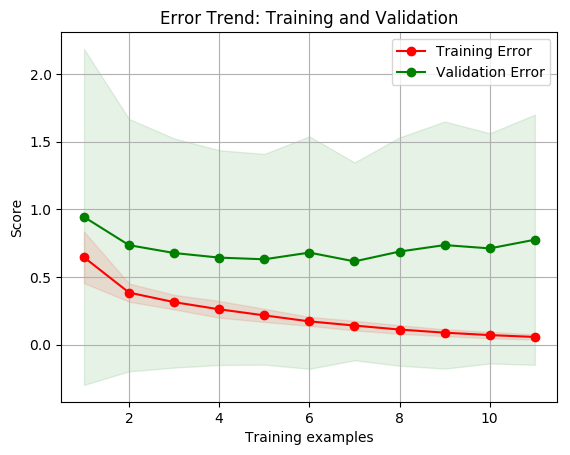 Error Trend: Training and Validation
Training Error
Validation Error
Score
2.0
1.5
1.0
0.5
0.0
2
4
6
8
10
Training examples